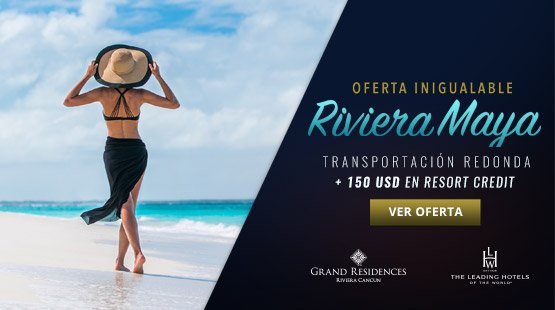 OFERTA INIGUALABLE
Riviera Maya
TRANSPORTACIÓN REDONDA
+ 150 USD EN RESORT CREDIT
VER OFERTA
GRAND RESIDENCES
RIVIERA CANCUN
THE LEADING HOTELS
OF THE WORLD®